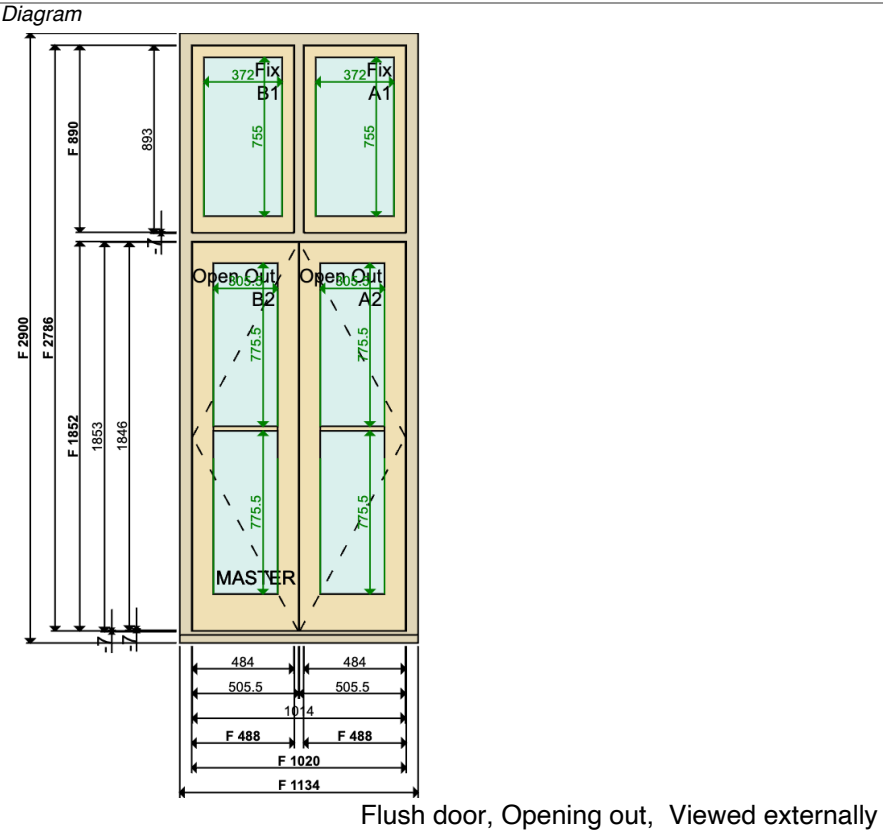 Diagram
Fix
372
B1
755
Fix
372
A1
755
F 890
893
-7
Open Out
305.5
B2
775.5
Open Out
305.5
A2
775.5
F 2900
F 2786
F 1852
1853
1846
775.5
775.5
MASTER
-7
-7
484
484
505.5
505.5
1014
F 488
F 488
F 1020
F 1134
Flush door, Opening out, Viewed externally